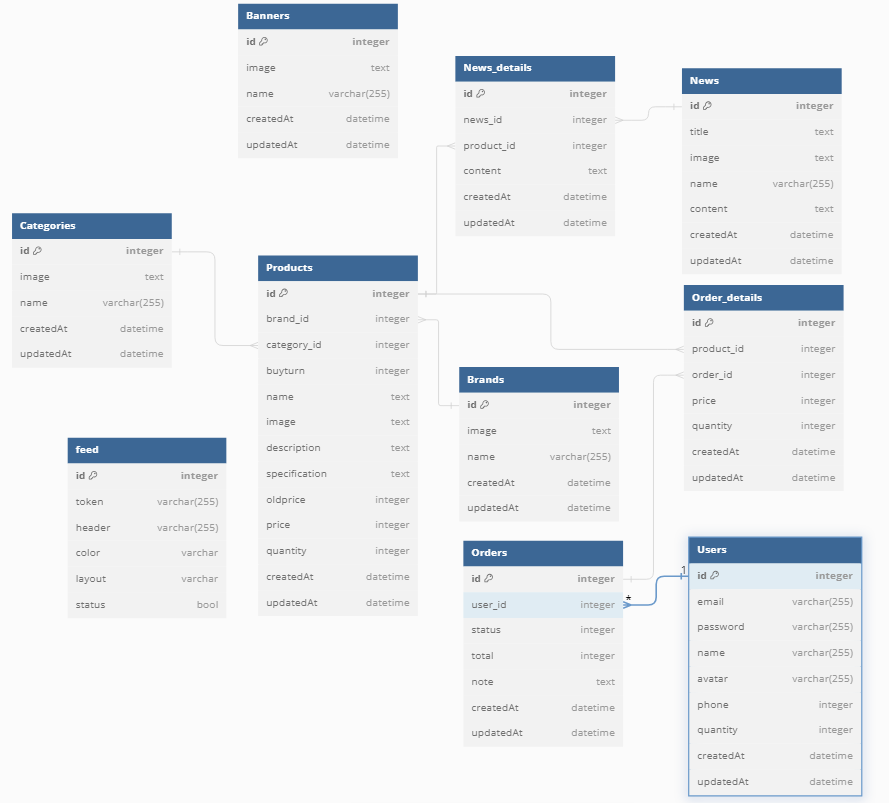 Banners
id integer
image text
name varchar(255)
createdAt datetime
updatedAt datetime
News_details
id integer
news_id integer
product_id integer
content text
createdAt datetime
updatedAt datetime
News
id integer
title text
image text
name varchar(255)
content text
createdAt datetime
updatedAt datetime
Categories
id integer
image text
name varchar(255)
createdAt datetime
updatedAt datetime
Products
id integer
brand_id integer
category_id integer
buyturn integer
name text
image text
description text
specification text
oldprice integer
price integer
quantity integer
createdAt datetime
updatedAt datetime
Order_details
id integer
product_id integer
order_id integer
price integer
quantity integer
createdAt datetime
updatedAt datetime
Brands
id integer
image text
name varchar(255)
createdAt datetime
updatedAt datetime
feed
id integer
token varchar(255)
header varchar(255)
color varchar
layout varchar
status bool
Orders
id integer
user_id integer
status integer
total integer
note text
createdAt datetime
updatedAt datetime
* 1
Users
id integer
email varchar(255)
password varchar(255)
name varchar(255)
avatar varchar(255)
phone integer
quantity integer
createdAt datetime
updatedAt datetime